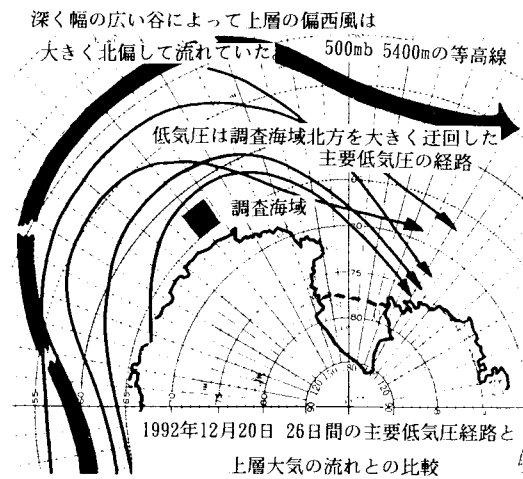 深く幅の広い谷によって上層の偏西風は
大きく北偏して流れていた。
500mb 5400mの等高線
低気圧は調査海域北方を大きく迂回した
主要低気圧の経路
調査海域
1992年12月20日 26日間の主要低気圧経路と
上層大気の流れとの比較